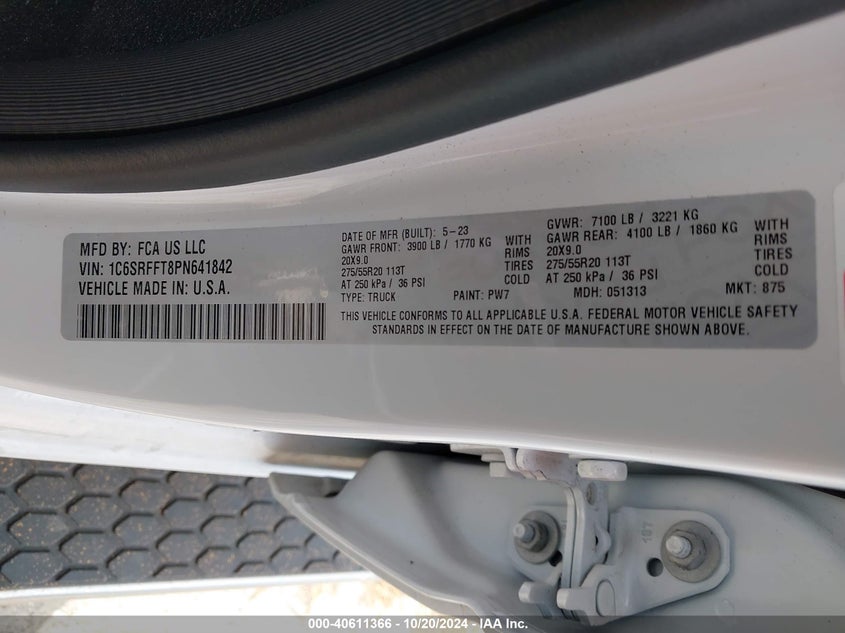 MFD BY: FCA US LLC
VIN: 1C6SRFFT8PN641842
VEHICLE MADE IN: U.S.A.
DATE OF MFR (BUILT): 5-23
GAWR FRONT: 3900 LB / 1770 KG WITH
20X9.0 RIMS
275/55R20 113T TIRES
AT 250 kPa / 36 PSI COLD
TYPE: TRUCK PAINT: PW7
GVWR: 7100 LB / 3221 KG
GAWR REAR: 4100 LB / 1860 KG WITH
20X9.0 RIMS
275/55R20 113T TIRES
AT 250 kPa / 36 PSI COLD
MDH: 051313 MKT: 875
THIS VEHICLE CONFORMS TO ALL APPLICABLE U.S.A. FEDERAL MOTOR VEHICLE SAFETY
STANDARDS IN EFFECT ON THE DATE OF MANUFACTURE SHOWN ABOVE.
000-40611366 - 10/20/2024 - IAA Inc.